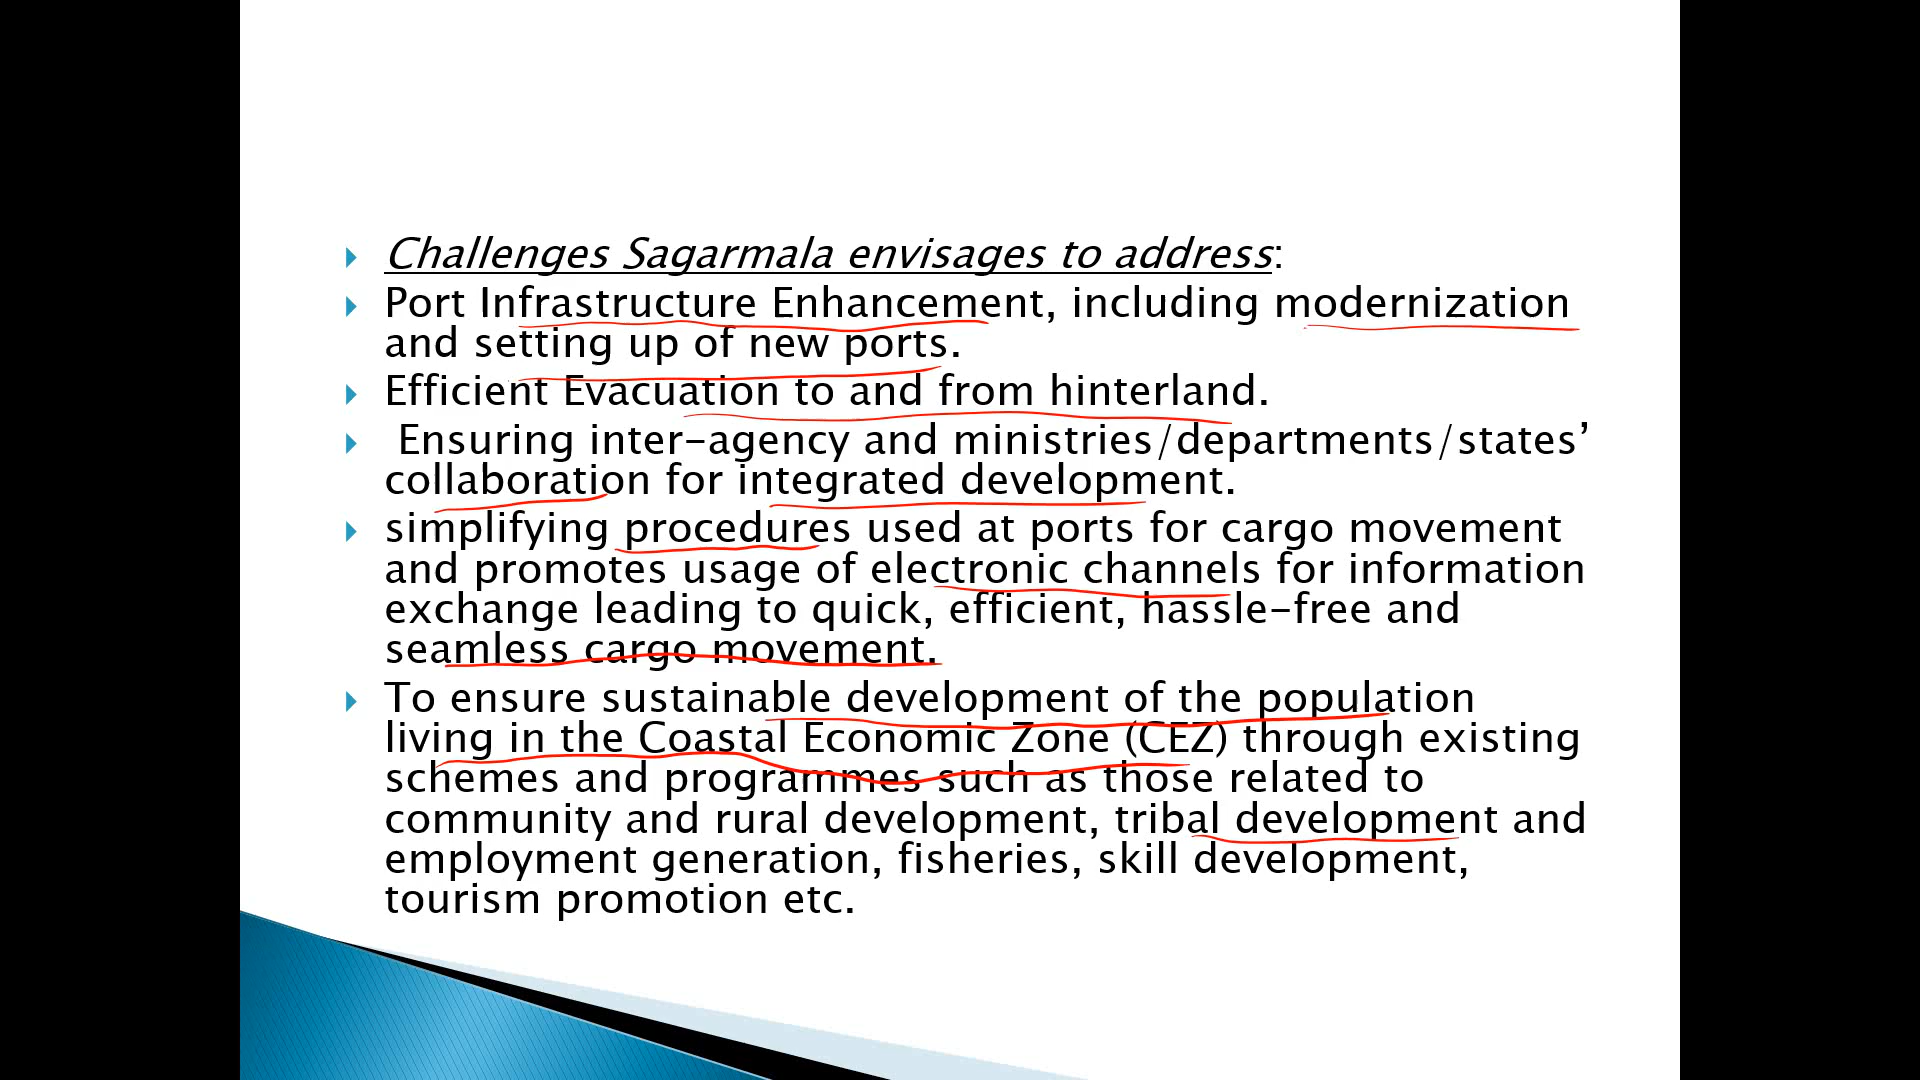 Challenges Sagarmala envisages to address:
Port Infrastructure Enhancement, including modernization
and setting up of new ports.
Efficient Evacuation to and from hinterland.
Ensuring inter-agency and ministries/departments/states’
collaboration for integrated development.
simplifying procedures used at ports for cargo movement
and promotes usage of electronic channels for information
exchange leading to quick, efficient, hassle-free and
seamless cargo movement.
To ensure sustainable development of the population
living in the Coastal Economic Zone (CEZ) through existing
schemes and programmes such as those related to
community and rural development, tribal development and
employment generation, fisheries, skill development,
tourism promotion etc.